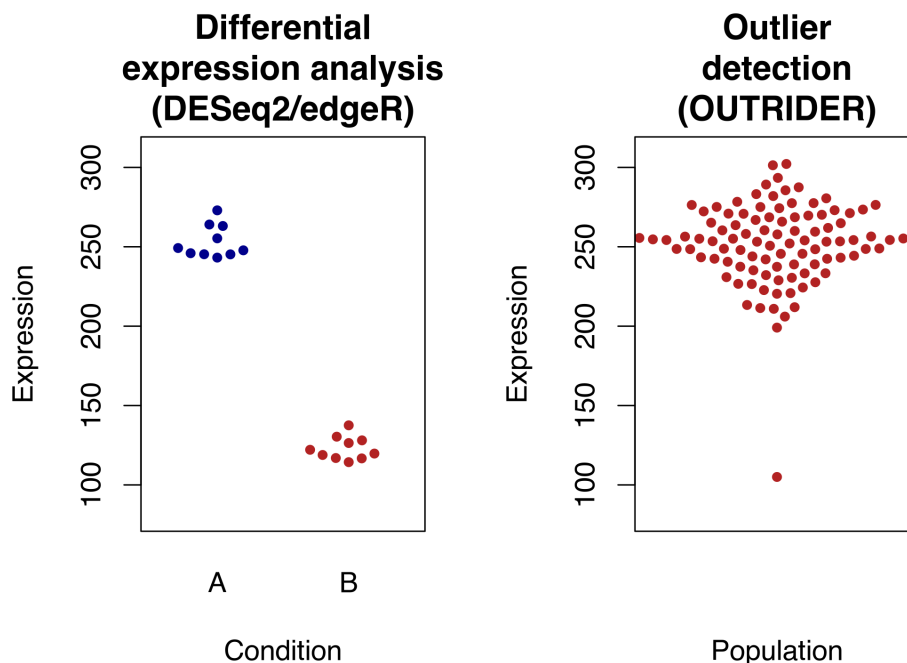 Differential
expression analysis
(DESeq2/edgeR)
Expression
300
250
200
150
100
A B
Condition
Outlier
detection
(OUTRIDER)
Expression
300
250
200
150
100
Population